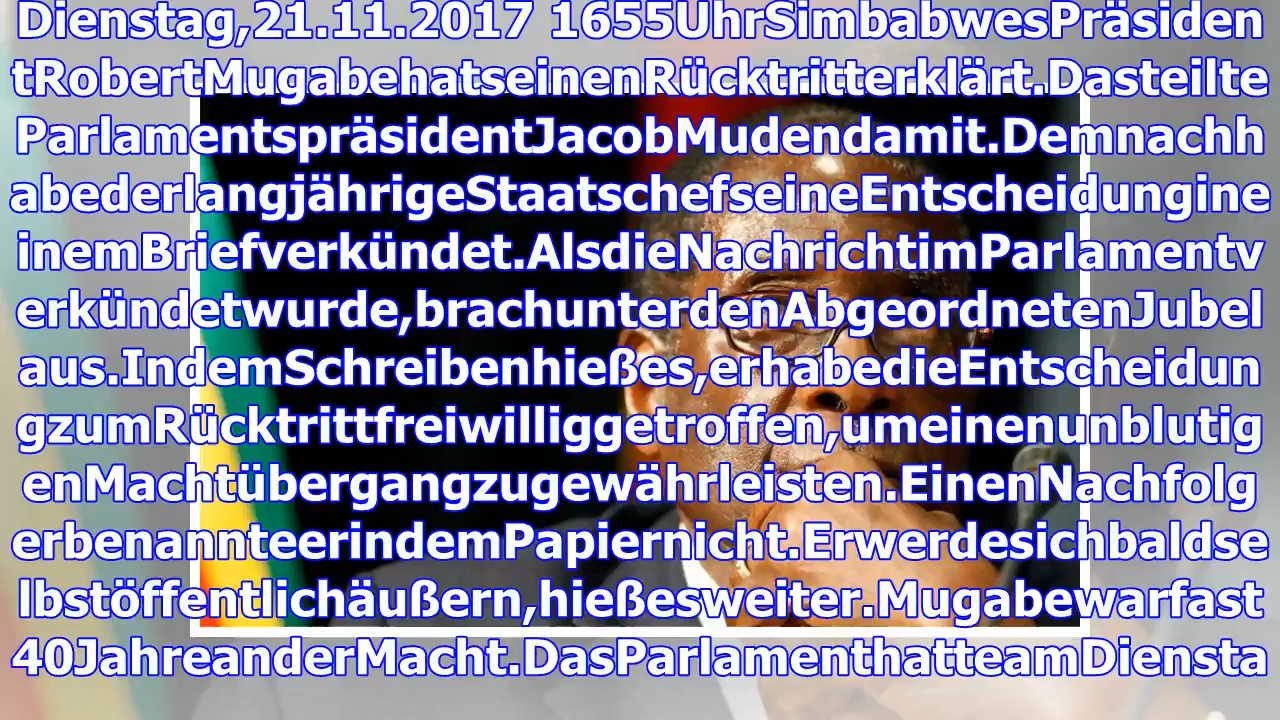 Dienstag,21.11.2017 1655UhrSimbabwesPräsiden
tRobertMugabehatseinenRücktritterklärt.Dasteilte
ParlamentspräsidentJacobMudendamit.Demnachh
abederlangjährigeStaatschefseineEntscheidungine
inemBriefverkündet.AlsdieNachrichtimParlamentv
erkündetwurde,brachunterdenAbgeordnetenJubel
aus.IndemSchreibenhießes,erhabedieEntscheidun
gzumRücktrittfreiwilliggetroffen,umeinenunblutig
enMachtübergangzugewährleisten.EinenNachfolg
erbenannteerindemPapiernicht.Erwerdesichbaldse
lbstöffentlichäußern,hießesweiter.Mugabewarfast
40JahreanderMacht.DasParlamenthatteamDiensta